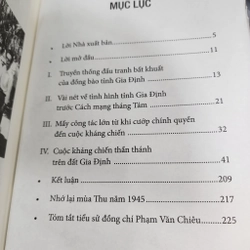 MỤC LỤC
• Lời Nhà xuất bản 5
• Lời mở đầu 11
I. Truyền thống đấu tranh bất khuất
của đồng bào tỉnh Gia Định 13
II. Vài nét về tình hình tỉnh Gia Định
trước Cách mạng tháng Tám 21
III. Mấy công tác lớn từ khi cướp chính quyền
đến cuộc kháng chiến 32
IV. Cuộc kháng chiến thần thánh
trên đất Gia Định 41
• Kết luận 209
• Nhớ lại mùa Thu năm 1945 217
• Tóm tắt tiểu sử đồng chí Phạm Văn Chiêu 225